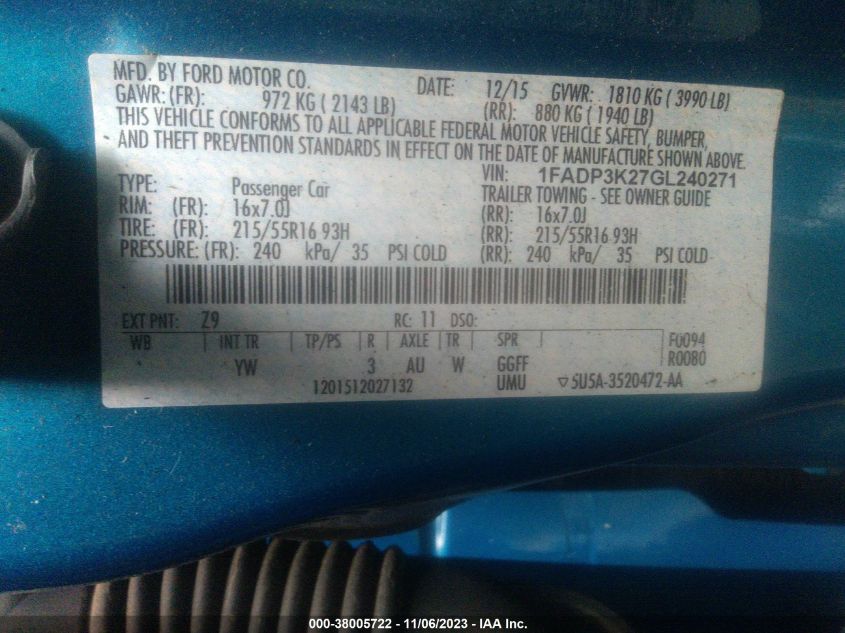 MFD. BY FORD MOTOR CO.
DATE: 12/15 GVWR: 1810 KG ( 3990 LB)
GAWR: (FR): 972 KG ( 2143 LB) (RR): 880 KG ( 1940 LB)
THIS VEHICLE CONFORMS TO ALL APPLICABLE FEDERAL MOTOR VEHICLE SAFETY, BUMPER,
AND THEFT PREVENTION STANDARDS IN EFFECT ON THE DATE OF MANUFACTURE SHOWN ABOVE.
VIN: 1FADP3K27GL240271
TYPE: Passenger Car TRAILER TOWING - SEE OWNER GUIDE
RIM: (FR): 16x7.0J (RR): 16x7.0J
TIRE: (FR): 215/55R16 93H (RR): 215/55R16 93H
PRESSURE: (FR): 240 kPa/ 35 PSI COLD (RR): 240 kPa/ 35 PSI COLD
EXT PNT: Z9 RC: 11 DSO:
WB INT TR TP/PS R AXLE TR SPR F0094
YW 3 AU W GGFF R0080
1201512027132 UMU ▽5U5A-3520472-AA
000-38005722 - 11/06/2023 - IAA Inc.